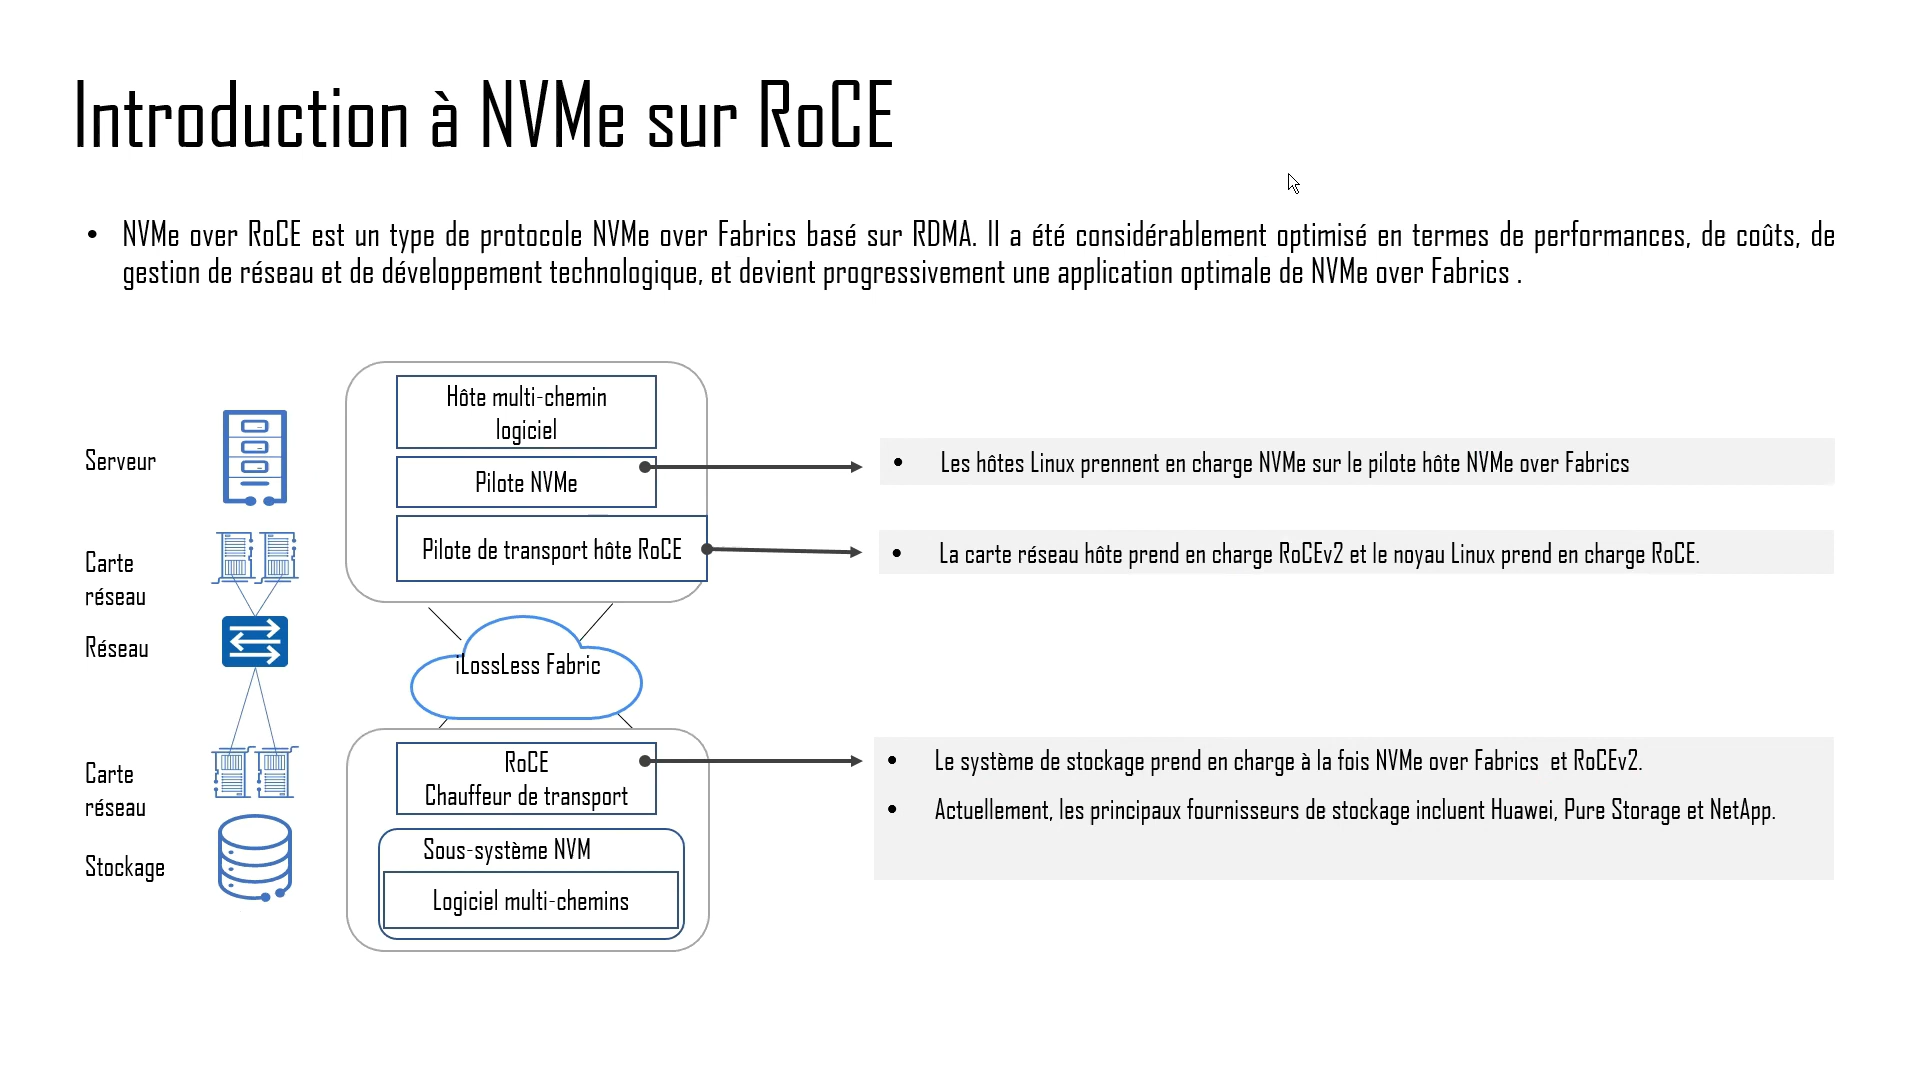 Introduction à NVMe sur RoCE
• NVMe over RoCE est un type de protocole NVMe over Fabrics basé sur RDMA. Il a été considérablement optimisé en termes de performances, de coûts, de
gestion de réseau et de développement technologique, et devient progressivement une application optimale de NVMe over Fabrics .
Serveur
Carte
réseau
Réseau
Carte
réseau
Stockage
Hôte multi-chemin
logiciel
Pilote NVMe
Pilote de transport hôte RoCE
iLossLess Fabric
RoCE
Chauffeur de transport
Sous-système NVM
Logiciel multi-chemins
• Les hôtes Linux prennent en charge NVMe sur le pilote hôte NVMe over Fabrics
• La carte réseau hôte prend en charge RoCEv2 et le noyau Linux prend en charge RoCE.
• Le système de stockage prend en charge à la fois NVMe over Fabrics et RoCEv2.
• Actuellement, les principaux fournisseurs de stockage incluent Huawei, Pure Storage et NetApp.